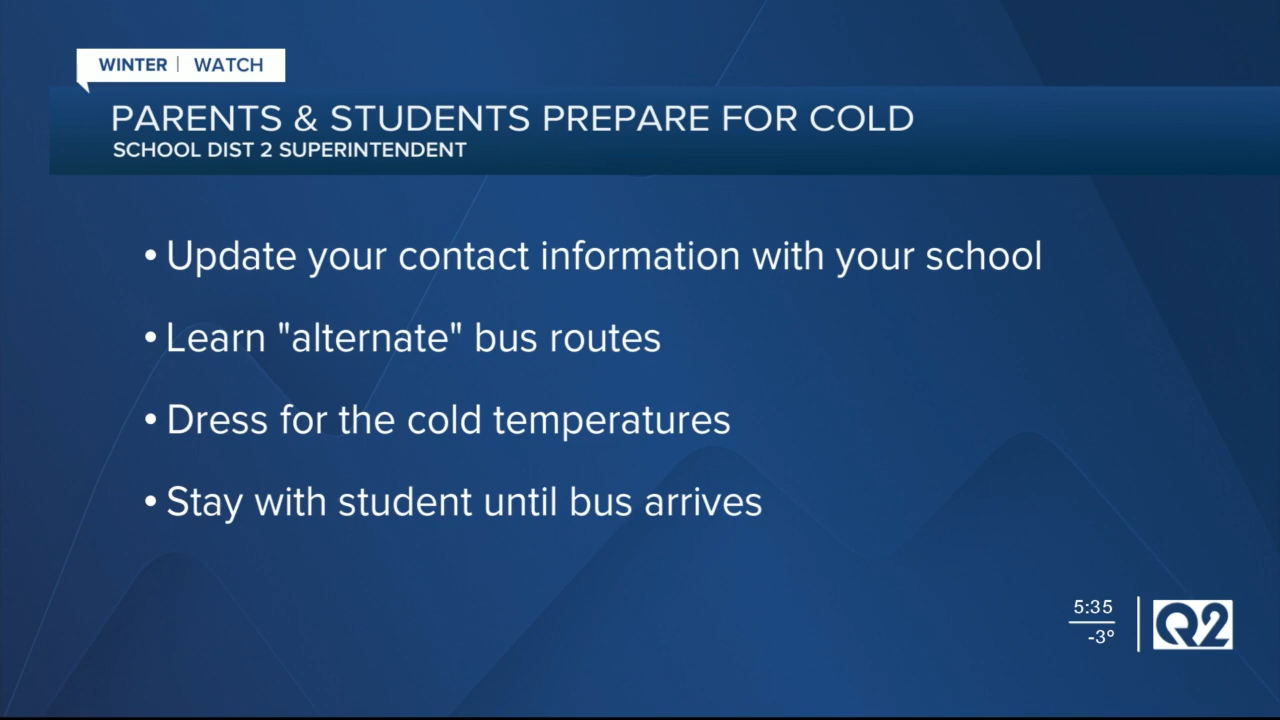 WINTER | WATCH
PARENTS & STUDENTS PREPARE FOR COLD
SCHOOL DIST 2 SUPERINTENDENT
• Update your contact information with your school
• Learn "alternate" bus routes
• Dress for the cold temperatures
• Stay with student until bus arrives
5:35
-3°
Q2